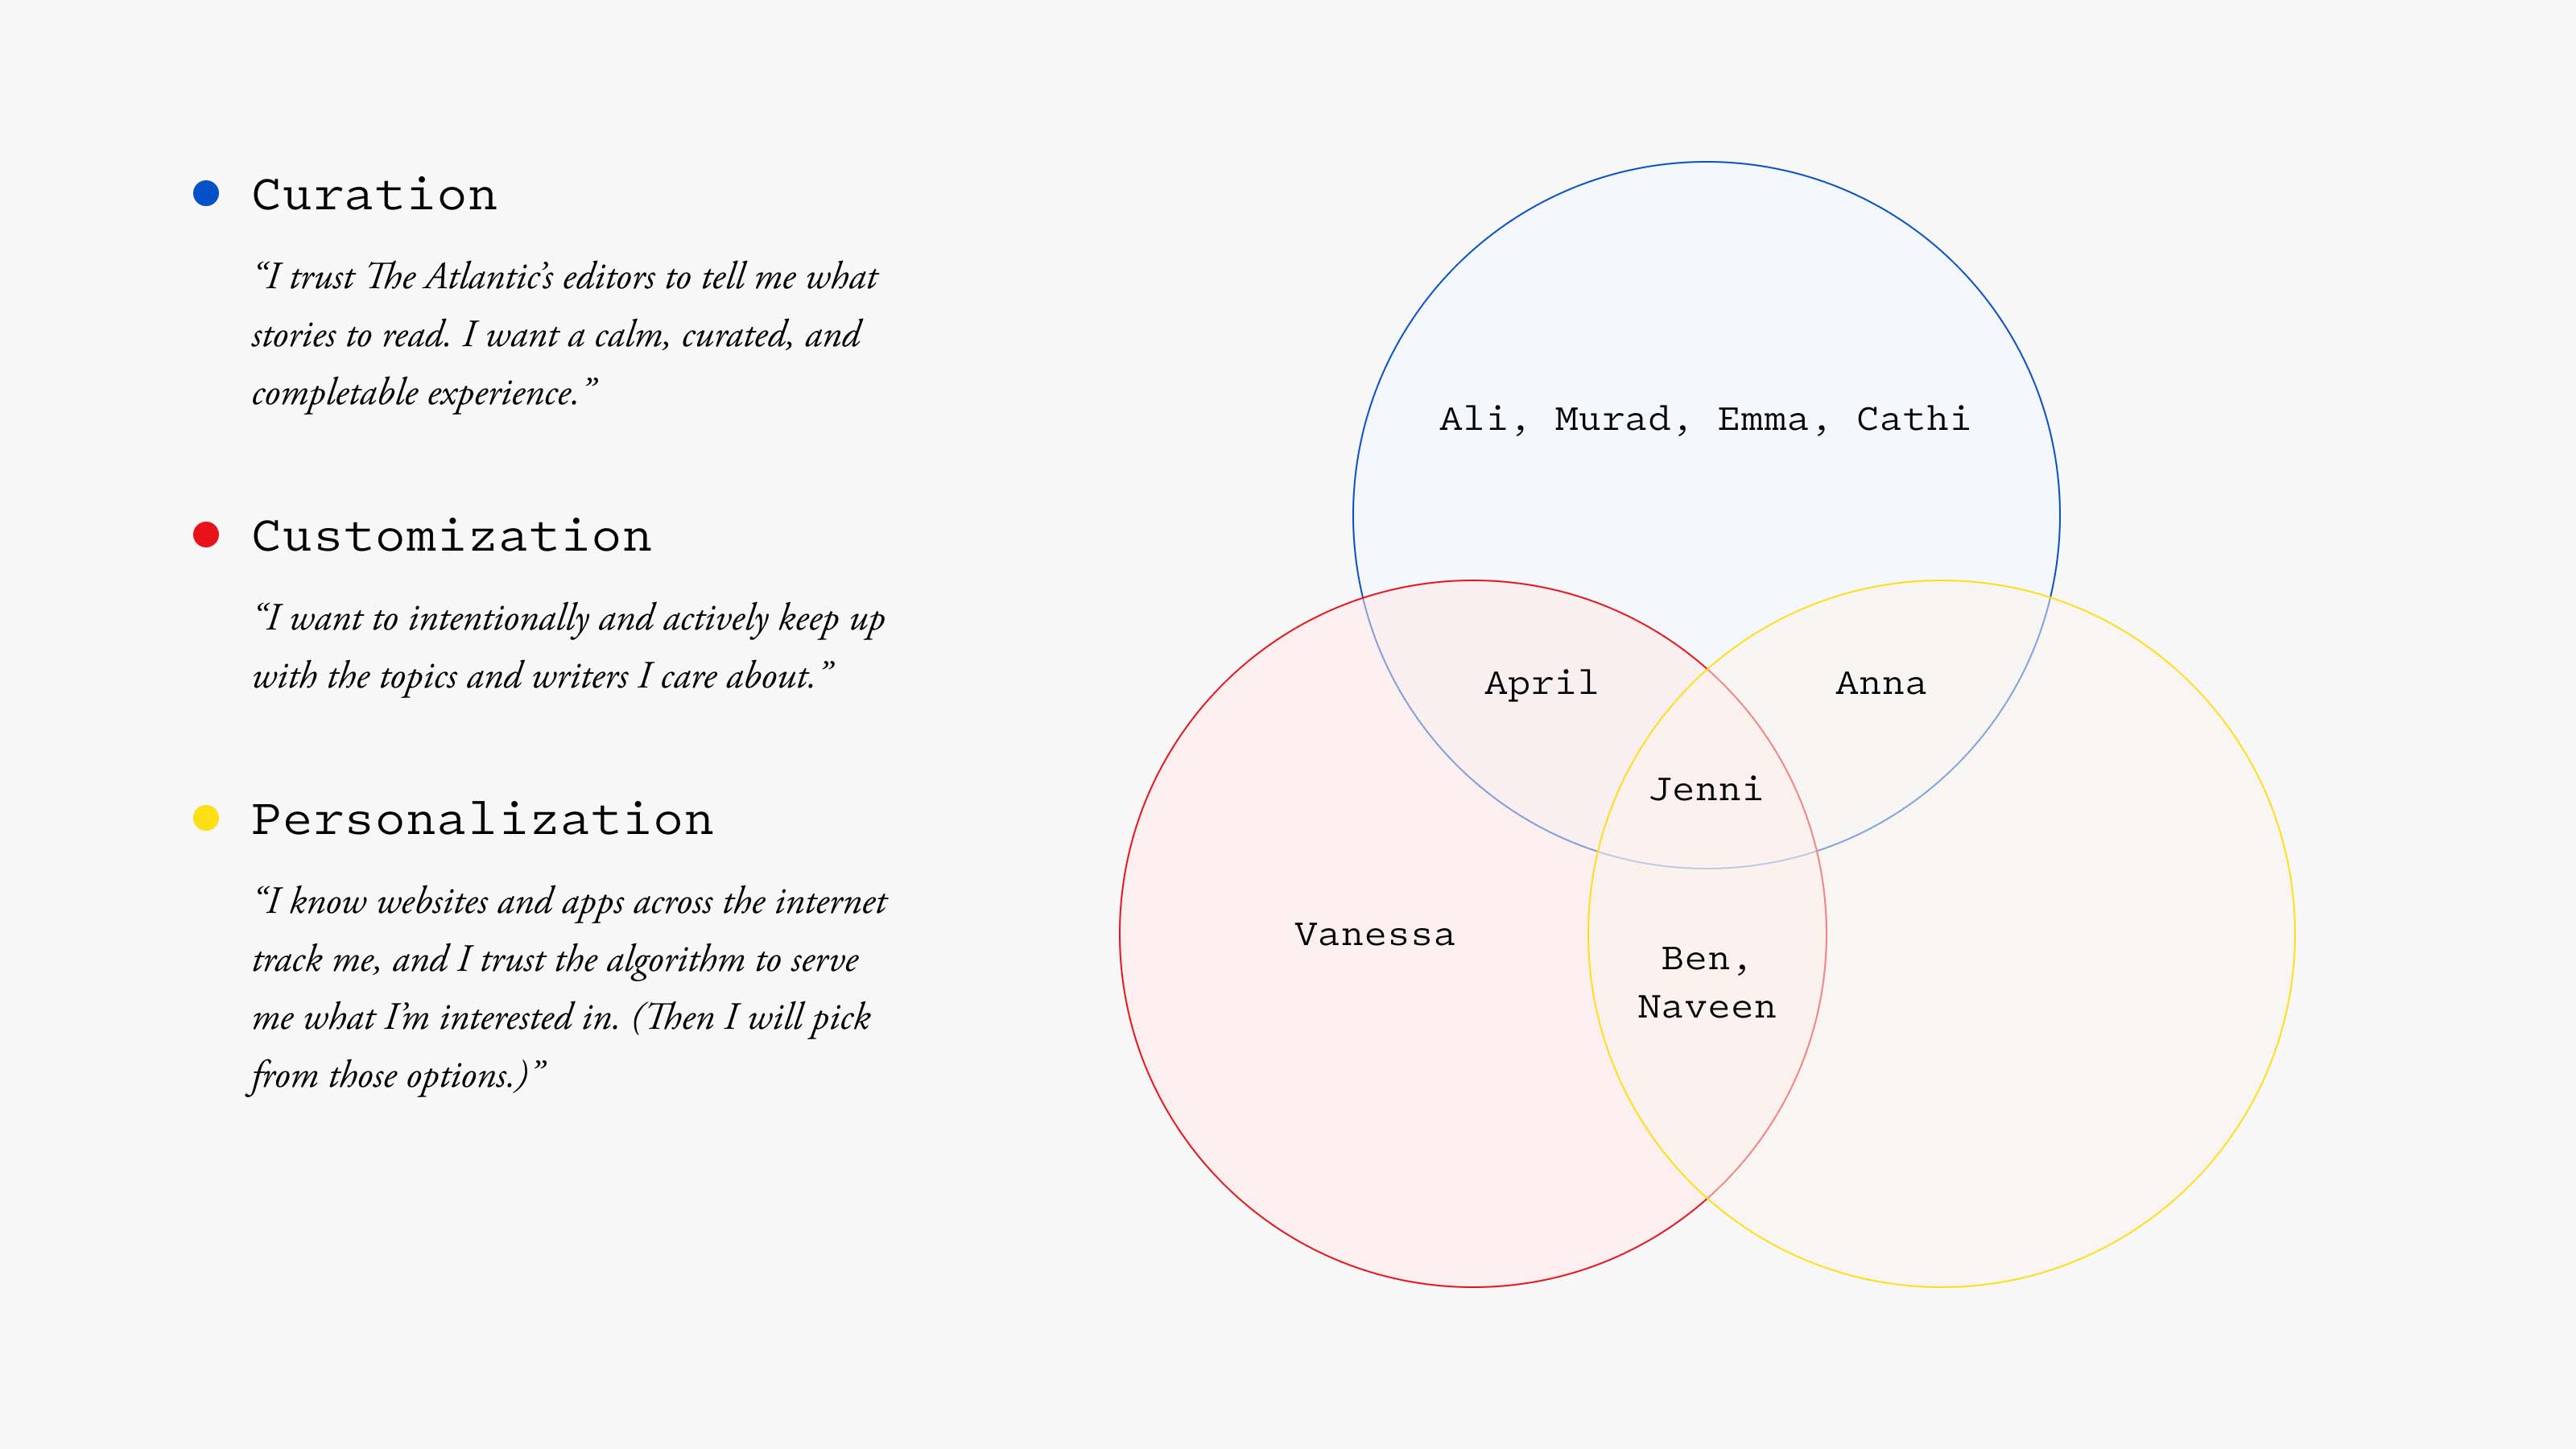 Curation
“I trust The Atlantic’s editors to tell me what
stories to read. I want a calm, curated, and
completable experience.”
Customization
“I want to intentionally and actively keep up
with the topics and writers I care about.”
Personalization
“I know websites and apps across the internet
track me, and I trust the algorithm to serve
me what I’m interested in. (Then I will pick
from those options.)”
Ali, Murad, Emma, Cathi
April
Anna
Jenni
Vanessa
Ben,
Naveen